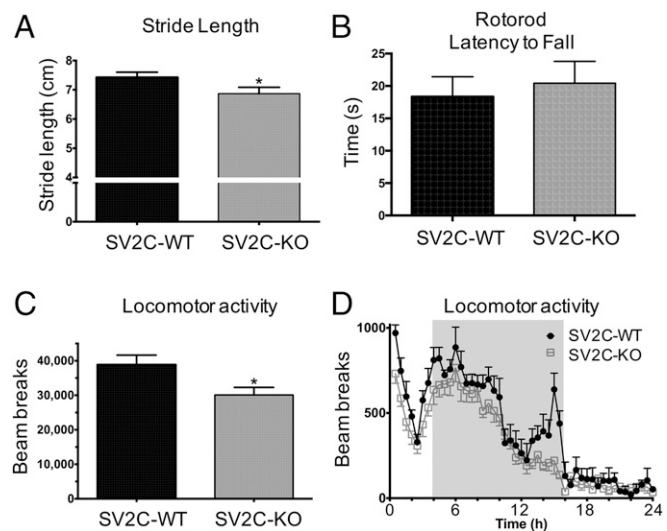 A
Stride Length
Stride length (cm)
8
7
6
5
4
0
*
SV2C-WT
SV2C-KO
B
Rotorod
Latency to Fall
Time (s)
25
20
15
10
5
0
SV2C-WT
SV2C-KO
C
Locomotor activity
Beam breaks
40,000
30,000
20,000
10,000
00
*
SV2C-WT
SV2C-KO
D
Locomotor activity
Beam breaks
1000
500
0
SV2C-WT
SV2C-KO
0 6 12 18 24
Time (h)